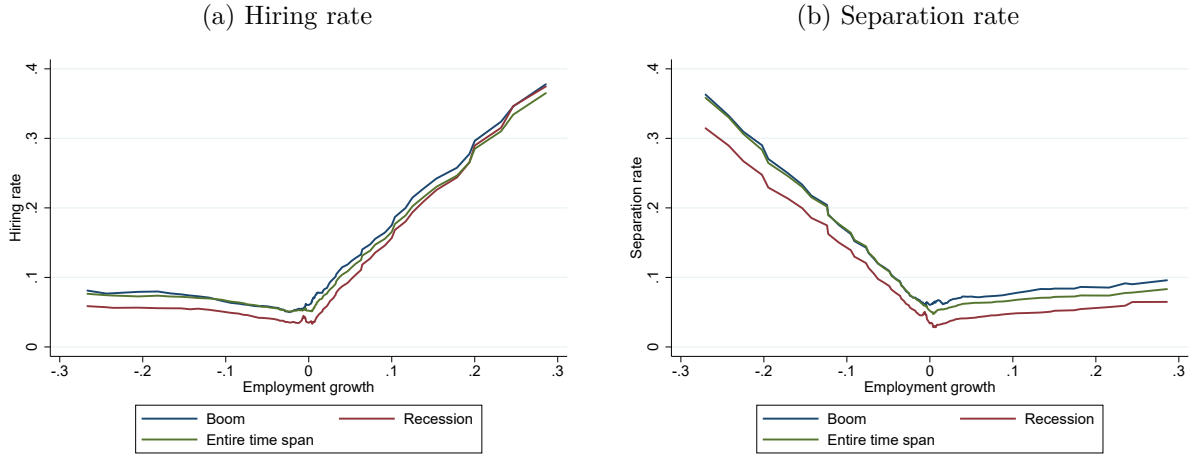 (a) Hiring rate
Hiring rate
.4
.3
.2
.1
0
-.3 -.2 -.1 0 .1 .2 .3
Employment growth
Boom Recession
Entire time span
(b) Separation rate
Separation rate
.4
.3
.2
.1
0
-.3 -.2 -.1 0 .1 .2 .3
Employment growth
Boom Recession
Entire time span